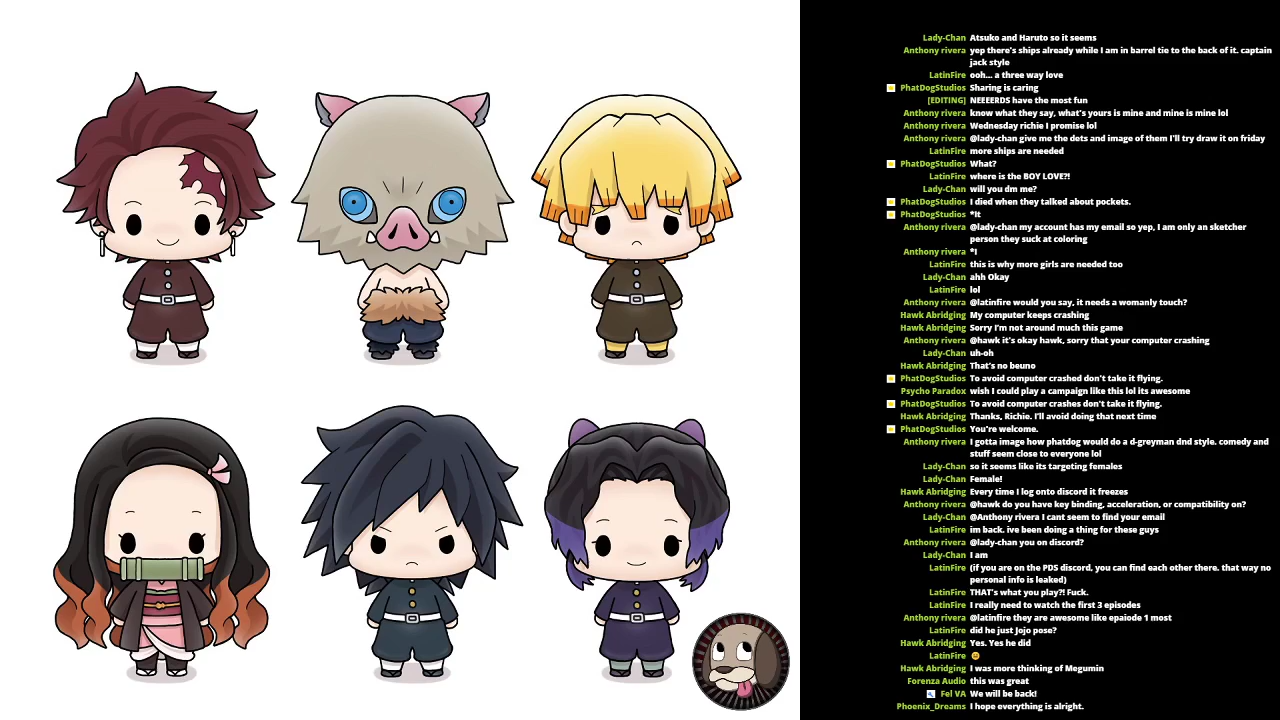 Lady-Chan Atsuko and Haruto so it seems
Anthony rivera yep there's ships already while I am in barrel tie to the back of it. captain
jack style
LatinFire ooh... a three way love
PhatDogStudios Sharing is caring
[EDITING] NEEEERDS have the most fun
Anthony rivera know what they say, what's yours is mine and mine is mine lol
Anthony rivera Wednesday richie I promise lol
Anthony rivera @lady-chan give me the dets and image of them I'll try draw it on friday
LatinFire more ships are needed
PhatDogStudios What?
LatinFire where is the BOY LOVE?!
Lady-Chan will you dm me?
PhatDogStudios I died when they talked about pockets.
PhatDogStudios *It
Anthony rivera @lady-chan my account has my email so yep, I am only an sketcher
person they suck at coloring
Anthony rivera *I
LatinFire this is why more girls are needed too
Lady-Chan ahh Okay
LatinFire lol
Anthony rivera @latinfire would you say, it needs a womanly touch?
Hawk Abridging My computer keeps crashing
Hawk Abridging Sorry I'm not around much this game
Anthony rivera @hawk it's okay hawk, sorry that your computer crashing
Lady-Chan uh-oh
Hawk Abridging That's no beuno
PhatDogStudios To avoid computer crashed don't take it flying.
Psycho Paradox wish I could play a campaign like this lol its awesome
PhatDogStudios To avoid computer crashes don't take it flying.
Hawk Abridging Thanks, Richie. I'll avoid doing that next time
PhatDogStudios You're welcome.
Anthony rivera I gotta image how phatdog would do a d-greyman dnd style. comedy and
stuff seem close to everyone lol
Lady-Chan so it seems like its targeting females
Lady-Chan Female!
Hawk Abridging Every time I log onto discord it freezes
Anthony rivera @hawk do you have key binding, acceleration, or compatibility on?
Lady-Chan @Anthony rivera I cant seem to find your email
LatinFire im back. ive been doing a thing for these guys
Anthony rivera @lady-chan you on discord?
Lady-Chan I am
LatinFire (if you are on the PDS discord, you can find each other there. that way no
personal info is leaked)
LatinFire THAT's what you play?! Fuck.
LatinFire I really need to watch the first 3 episodes
Anthony rivera @latinfire they are awesome like epaiode 1 most
LatinFire did he just Jojo pose?
Hawk Abridging Yes. Yes he did
LatinFire 😆
Hawk Abridging I was more thinking of Megumin
Forenza Audio this was great
Fel VA We will be back!
Phoenix_Dreams I hope everything is alright.